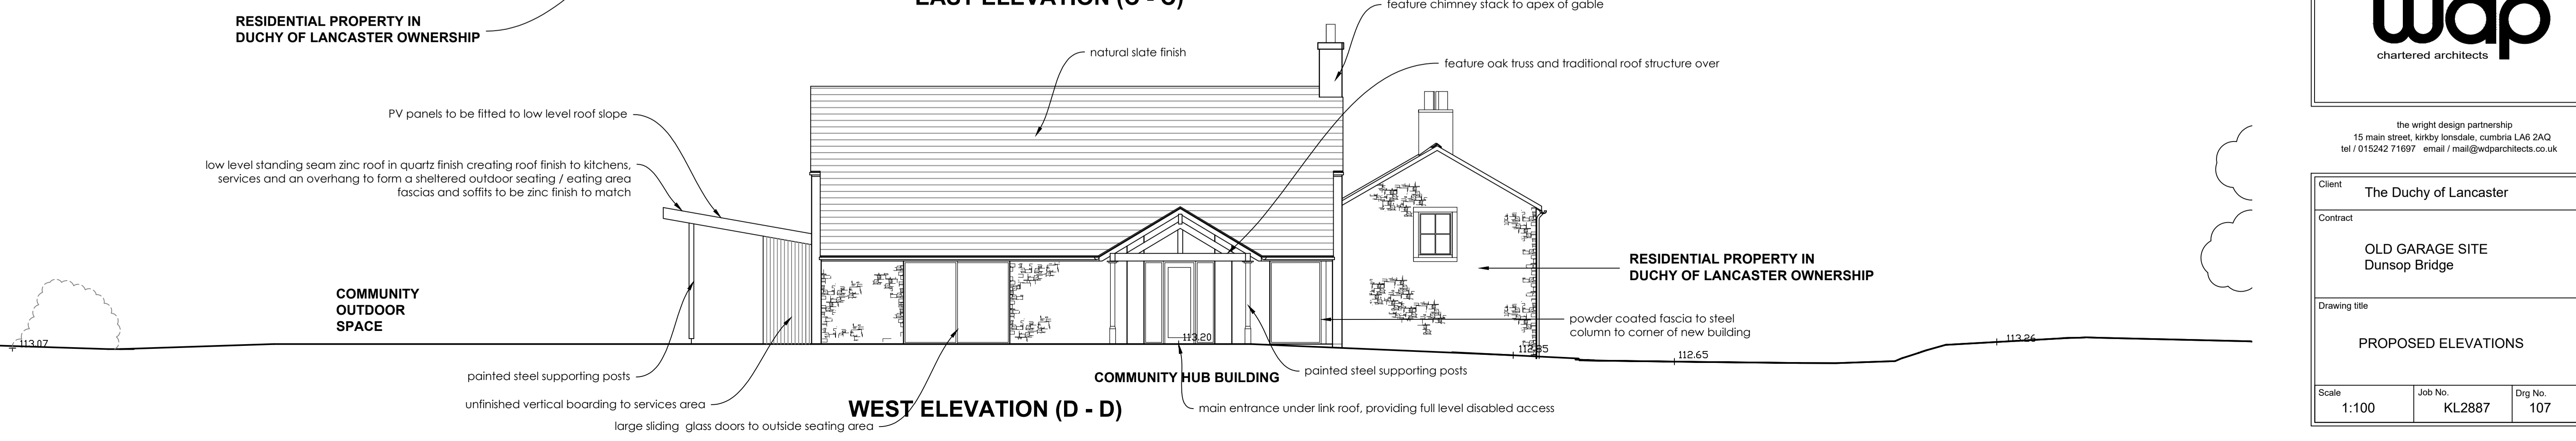 EAST ELEVATION (C - C)
RESIDENTIAL PROPERTY IN
DUCHY OF LANCASTER OWNERSHIP
feature chimney stack to apex of gable
natural slate finish
feature oak truss and traditional roof structure over
PV panels to be fitted to low level roof slope
low level standing seam zinc roof in quartz finish creating roof finish to kitchens,
services and an overhang to form a sheltered outdoor seating / eating area
fascias and soffits to be zinc finish to match
RESIDENTIAL PROPERTY IN
DUCHY OF LANCASTER OWNERSHIP
COMMUNITY
OUTDOOR
SPACE
powder coated fascia to steel
column to corner of new building
113.07
113.20
112.85
112.65
113.26
painted steel supporting posts
COMMUNITY HUB BUILDING
painted steel supporting posts
unfinished vertical boarding to services area
WEST ELEVATION (D - D)
main entrance under link roof, providing full level disabled access
large sliding glass doors to outside seating area
wdp
chartered architects
the wright design partnership
15 main street, kirkby lonsdale, cumbria LA6 2AQ
tel / 015242 71697 email / mail@wdparchitects.co.uk
Client
The Duchy of Lancaster
Contract
OLD GARAGE SITE
Dunsop Bridge
Drawing title
PROPOSED ELEVATIONS
Scale
1:100
Job No.
KL2887
Drg No.
107